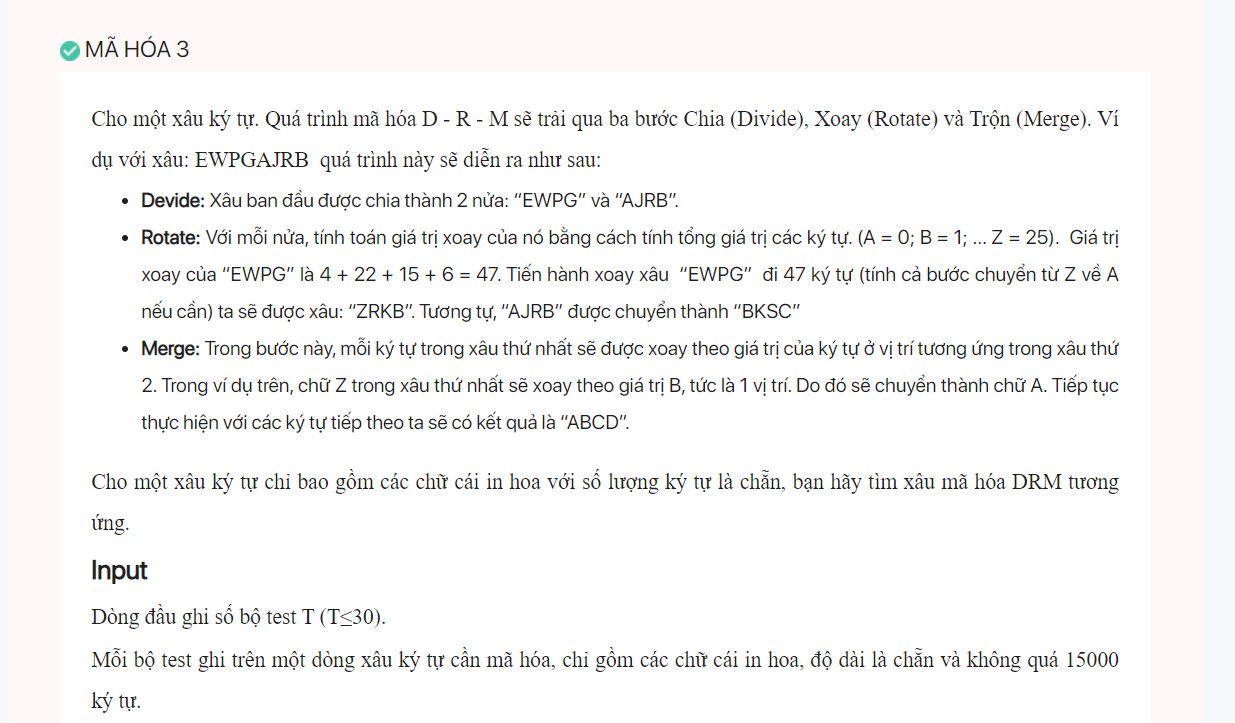 MÃ HÓA 3
Cho một xâu ký tự. Quá trình mã hóa D - R - M sẽ trải qua ba bước Chia (Divide), Xoay (Rotate) và Trộn (Merge). Ví
dụ với xâu: EWPGAJRB quá trình này sẽ diễn ra như sau:
• Devide: Xâu ban đầu được chia thành 2 nửa: “EWPG” và “AJRB”.
• Rotate: Với mỗi nửa, tính toán giá trị xoay của nó bằng cách tính tổng giá trị các ký tự. (A = 0; B = 1; ... Z = 25). Giá trị
xoay của “EWPG” là 4 + 22 + 15 + 6 = 47. Tiến hành xoay xâu “EWPG” đi 47 ký tự (tính cả bước chuyển từ Z về A
nếu cần) ta sẽ được xâu: “ZRKB”. Tương tự, “AJRB” được chuyển thành “BKSC”
• Merge: Trong bước này, mỗi ký tự trong xâu thứ nhất sẽ được xoay theo giá trị của ký tự ở vị trí tương ứng trong xâu thứ
2. Trong ví dụ trên, chữ Z trong xâu thứ nhất sẽ xoay theo giá trị B, tức là 1 vị trí. Do đó sẽ chuyển thành chữ A. Tiếp tục
thực hiện với các ký tự tiếp theo ta sẽ có kết quả là “ABCD”.
Cho một xâu ký tự chỉ bao gồm các chữ cái in hoa với số lượng ký tự là chẵn, bạn hãy tìm xâu mã hóa DRM tương
ứng.
Input
Dòng đầu ghi số bộ test T (T≤30).
Mỗi bộ test ghi trên một dòng xâu ký tự cần mã hóa, chỉ gồm các chữ cái in hoa, độ dài là chẵn và không quá 15000
ký tự.